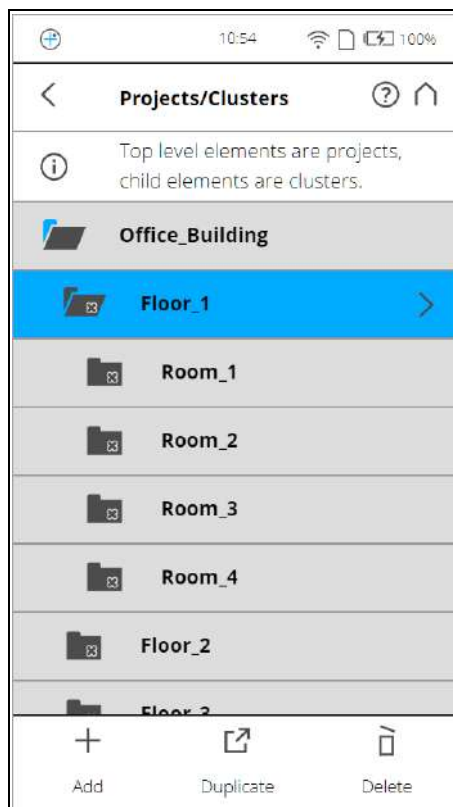 10:54 100%
Projects/Clusters
Top level elements are projects,
child elements are clusters.
Office_Building
Floor_1
Room_1
Room_2
Room_3
Room_4
Floor_2
Floor_3
Add Duplicate Delete